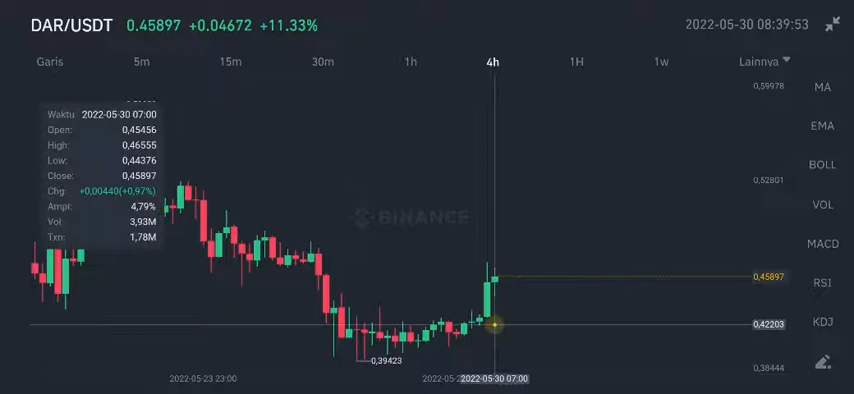 DAR/USDT 0.45897 +0.04672 +11.33% 2022-05-30 08:39:53
Garis 5m 15m 30m 1h 4h 1H 1w Lainnya
0,59978 MA
Waktu: 2022-05-30 07:00
Open: 0,45456
High: 0,46555
Low: 0,44376
Close: 0,45897
Chg: +0,00440(+0,97%)
Ampl: 4,79%
Vol: 3,93M
Txn: 1,78M
EMA
BOLL
0,52801
VOL
BINANCE
MACD
0,45897 RSI
0,42203 KDJ
0,39423
0,38444
2022-05-23 23:00 2022-05-30 07:00